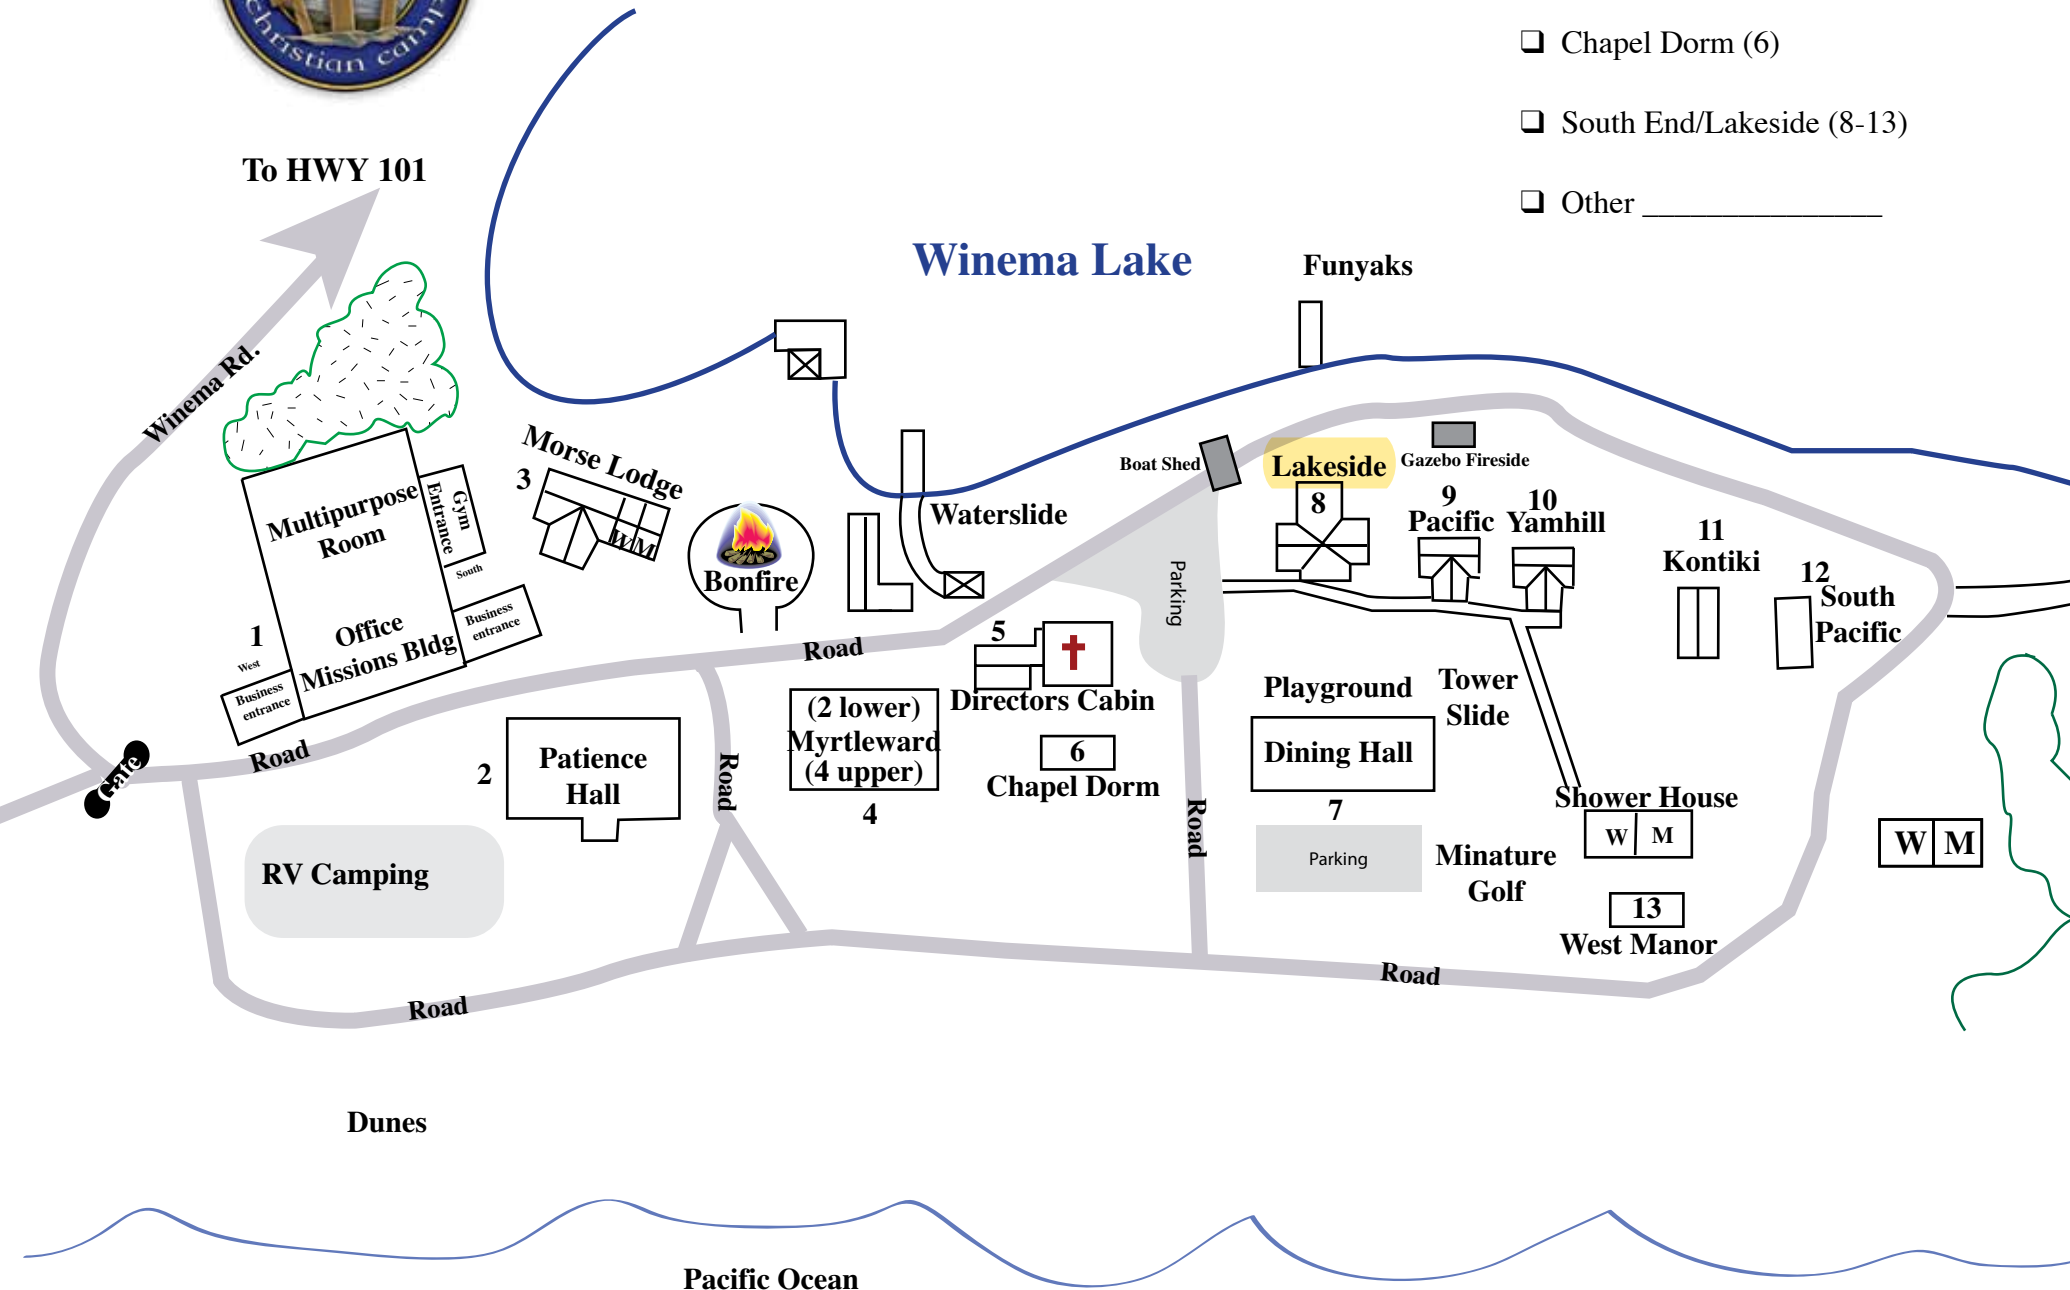 christian camp
❑ Chapel Dorm (6)
❑ South End/Lakeside (8-13)
❑ Other _______________
To HWY 101
Winema Lake
Funyaks
Winema Rd.
Morse Lodge
3
W M
Multipurpose
Room
Gym
Entrance
South
Business
entrance
Office
Missions Bldg
1
West
Business
entrance
Bonfire
Waterslide
Boat Shed
Lakeside
8
Gazebo Fireside
9
Pacific
10
Yamhill
11
Kontiki
12
South
Pacific
Parking
Road
5
Directors Cabin
(2 lower)
Myrtleward
(4 upper)
4
6
Chapel Dorm
Playground
Tower
Slide
Dining Hall
7
Parking
Minature
Golf
Shower House
W M
13
West Manor
W M
Gate
Road
2
Patience
Hall
Road
Road
RV Camping
Road
Road
Dunes
Pacific Ocean